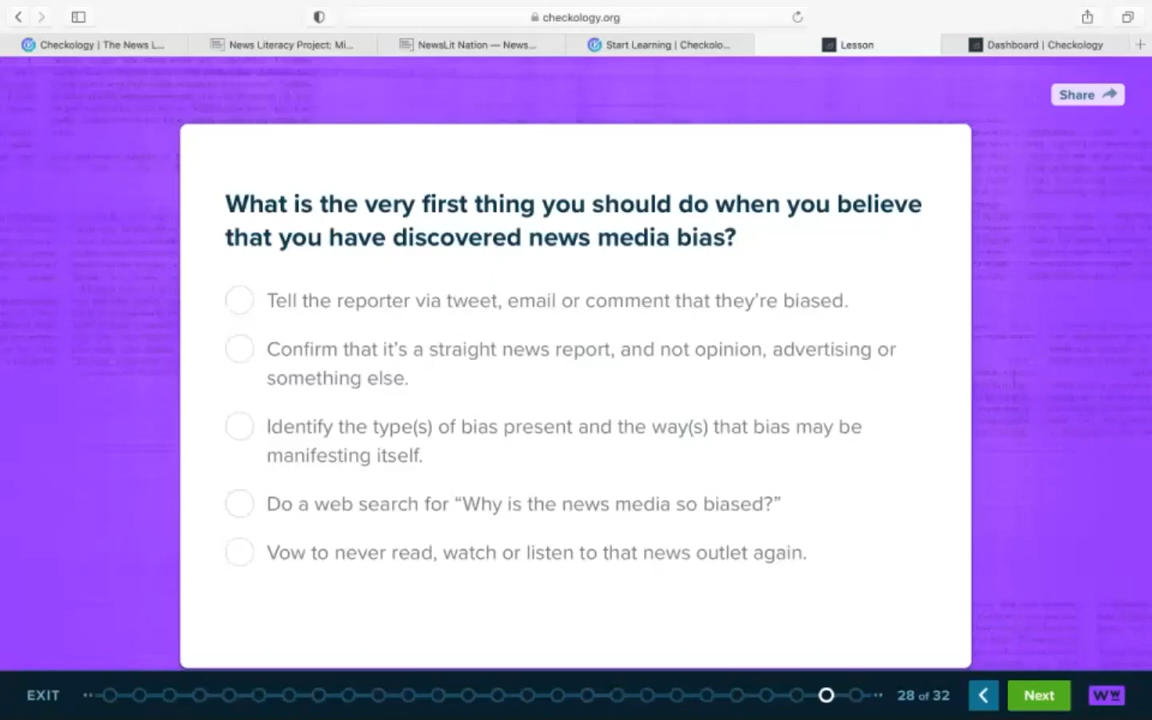 checkology.org
Checkology | The News L...
News Literacy Project: Mi...
NewsLit Nation — News...
Start Learning | Checkolo...
Lesson
Dashboard | Checkology
Share
What is the very first thing you should do when you believe
that you have discovered news media bias?
Tell the reporter via tweet, email or comment that they're biased.
Confirm that it's a straight news report, and not opinion, advertising or
something else.
Identify the type(s) of bias present and the way(s) that bias may be
manifesting itself.
Do a web search for “Why is the news media so biased?”
Vow to never read, watch or listen to that news outlet again.
EXIT
28 of 32
Next